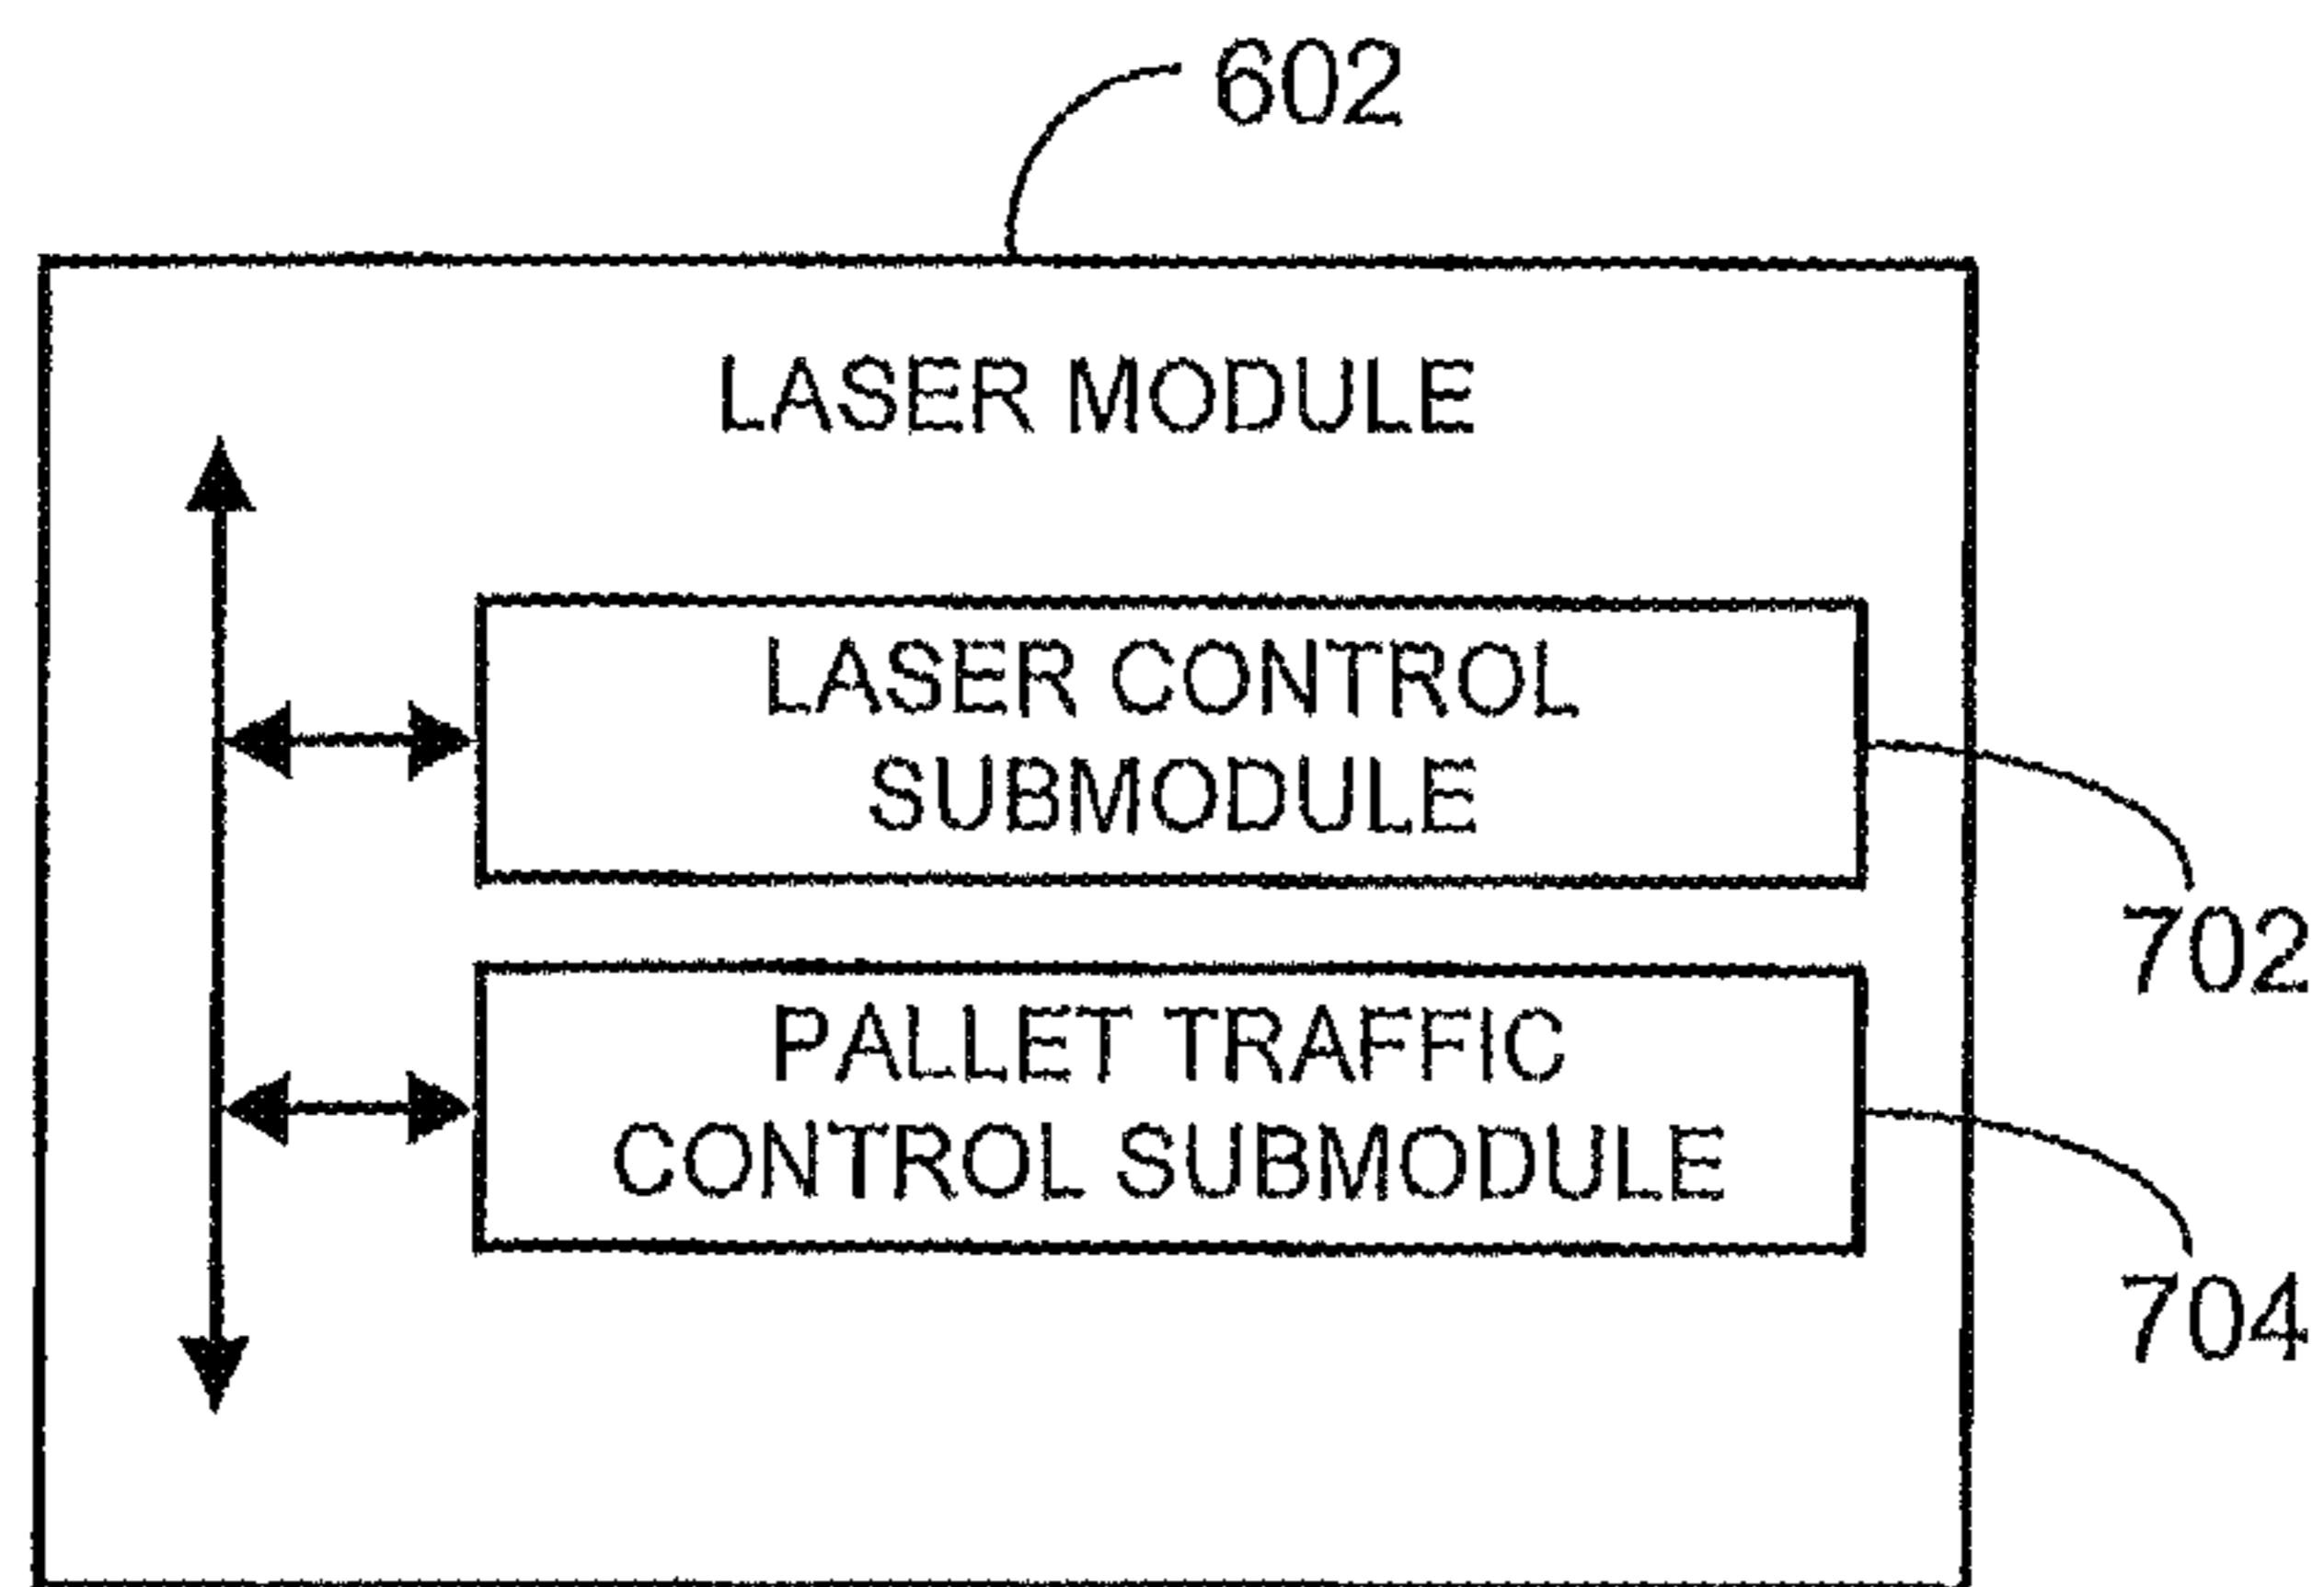 602
LASER MODULE
LASER CONTROL
SUBMODULE
702
PALLET TRAFFIC
CONTROL SUBMODULE
704